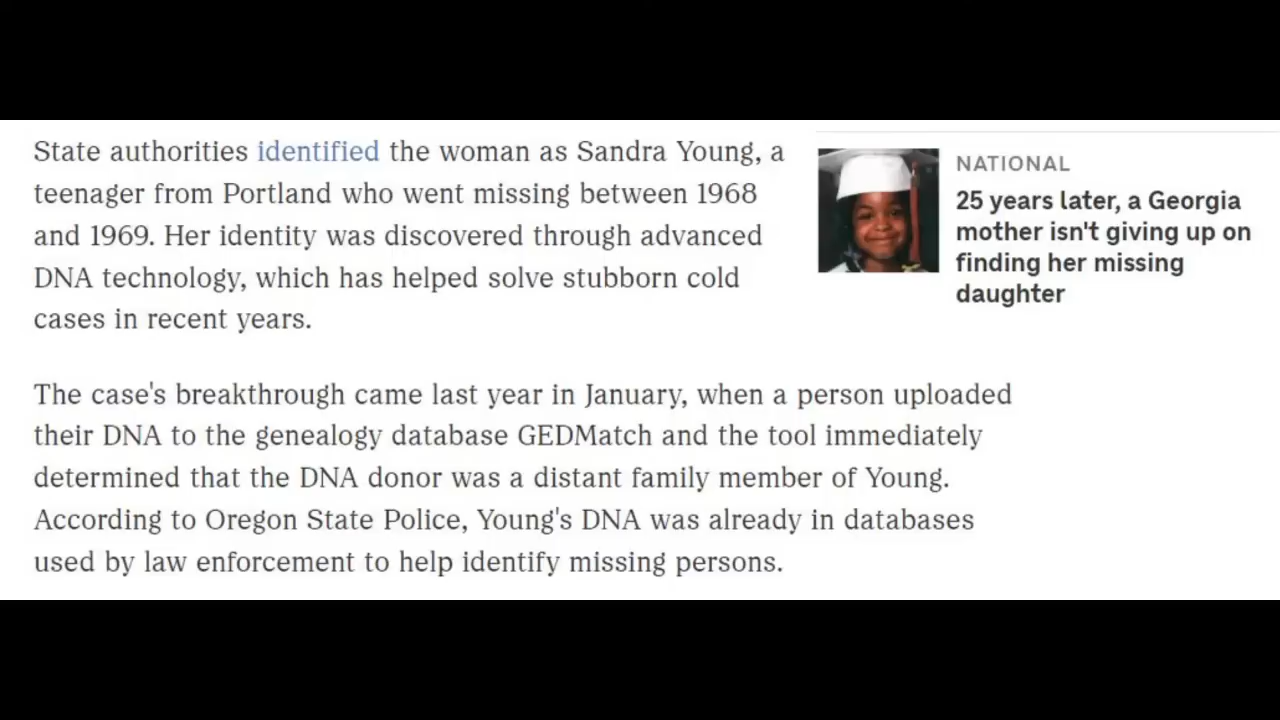 State authorities identified the woman as Sandra Young, a
teenager from Portland who went missing between 1968
and 1969. Her identity was discovered through advanced
DNA technology, which has helped solve stubborn cold
cases in recent years.
NATIONAL
25 years later, a Georgia
mother isn't giving up on
finding her missing
daughter
The case's breakthrough came last year in January, when a person uploaded
their DNA to the genealogy database GEDMatch and the tool immediately
determined that the DNA donor was a distant family member of Young.
According to Oregon State Police, Young's DNA was already in databases
used by law enforcement to help identify missing persons.